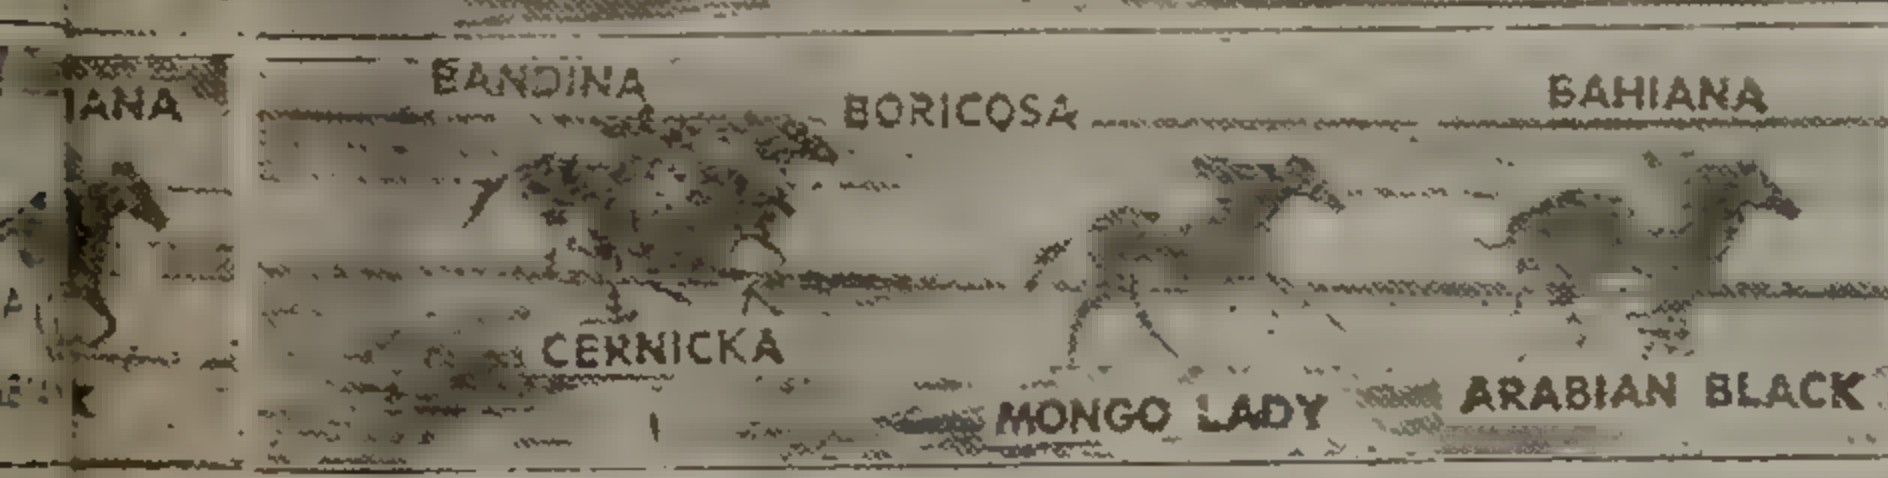 IANA
BANDINA
BORICOSA
BAHIANA
CERNICKA
MONGO LADY
ARABIAN BLACK
K